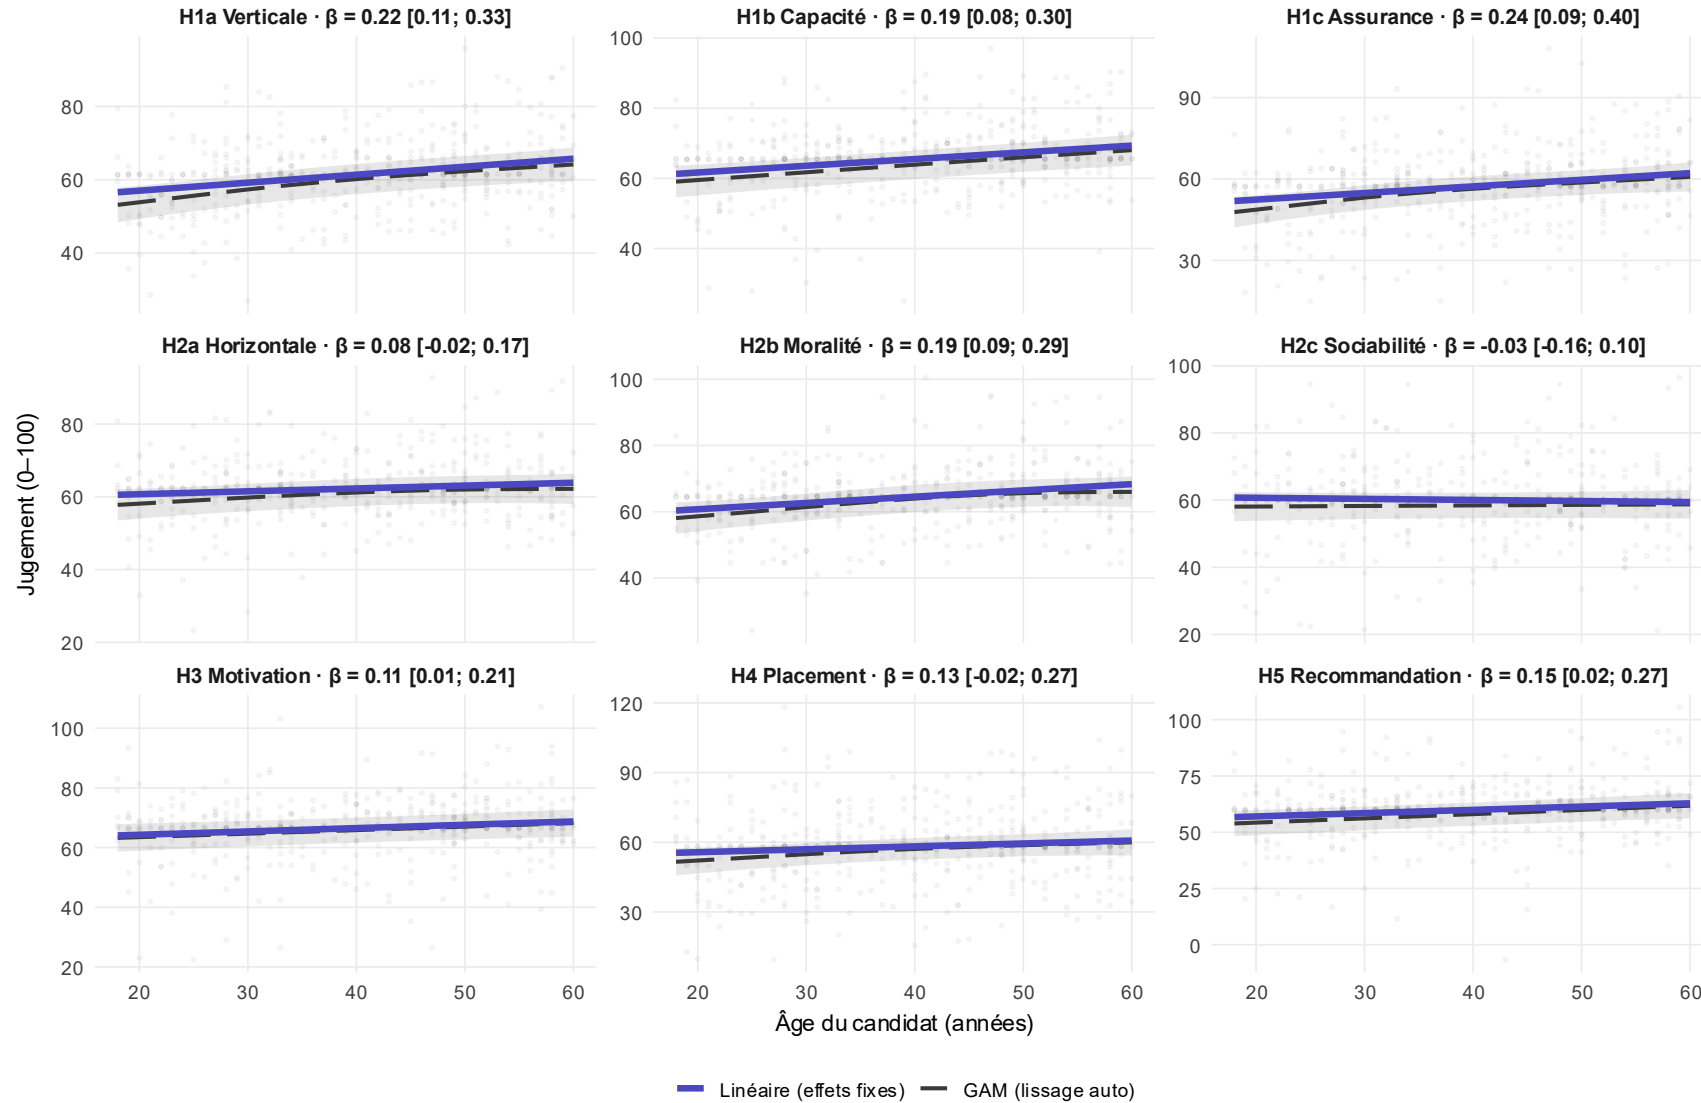 H1a Verticale · β = 0.22 [0.11; 0.33]
H1b Capacité · β = 0.19 [0.08; 0.30]
H1c Assurance · β = 0.24 [0.09; 0.40]
80
60
40
100
80
60
40
90
60
30
H2a Horizontale · β = 0.08 [-0.02; 0.17]
H2b Moralité · β = 0.19 [0.09; 0.29]
H2c Sociabilité · β = -0.03 [-0.16; 0.10]
Jugement (0–100)
80
60
40
20
100
80
60
40
100
80
60
40
20
H3 Motivation · β = 0.11 [0.01; 0.21]
H4 Placement · β = 0.13 [-0.02; 0.27]
H5 Recommandation · β = 0.15 [0.02; 0.27]
100
80
60
40
20
120
90
60
30
100
75
50
25
0
20 30 40 50 60
20 30 40 50 60
20 30 40 50 60
Âge du candidat (années)
Linéaire (effets fixes) GAM (lissage auto)